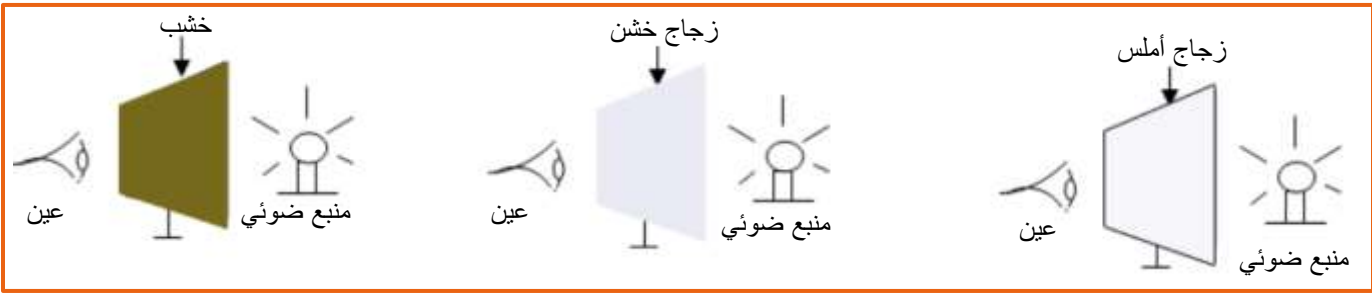 زجاج أملس
منبع ضوئي
عين
زجاج خشن
منبع ضوئي
عين
خشب
منبع ضوئي
عين